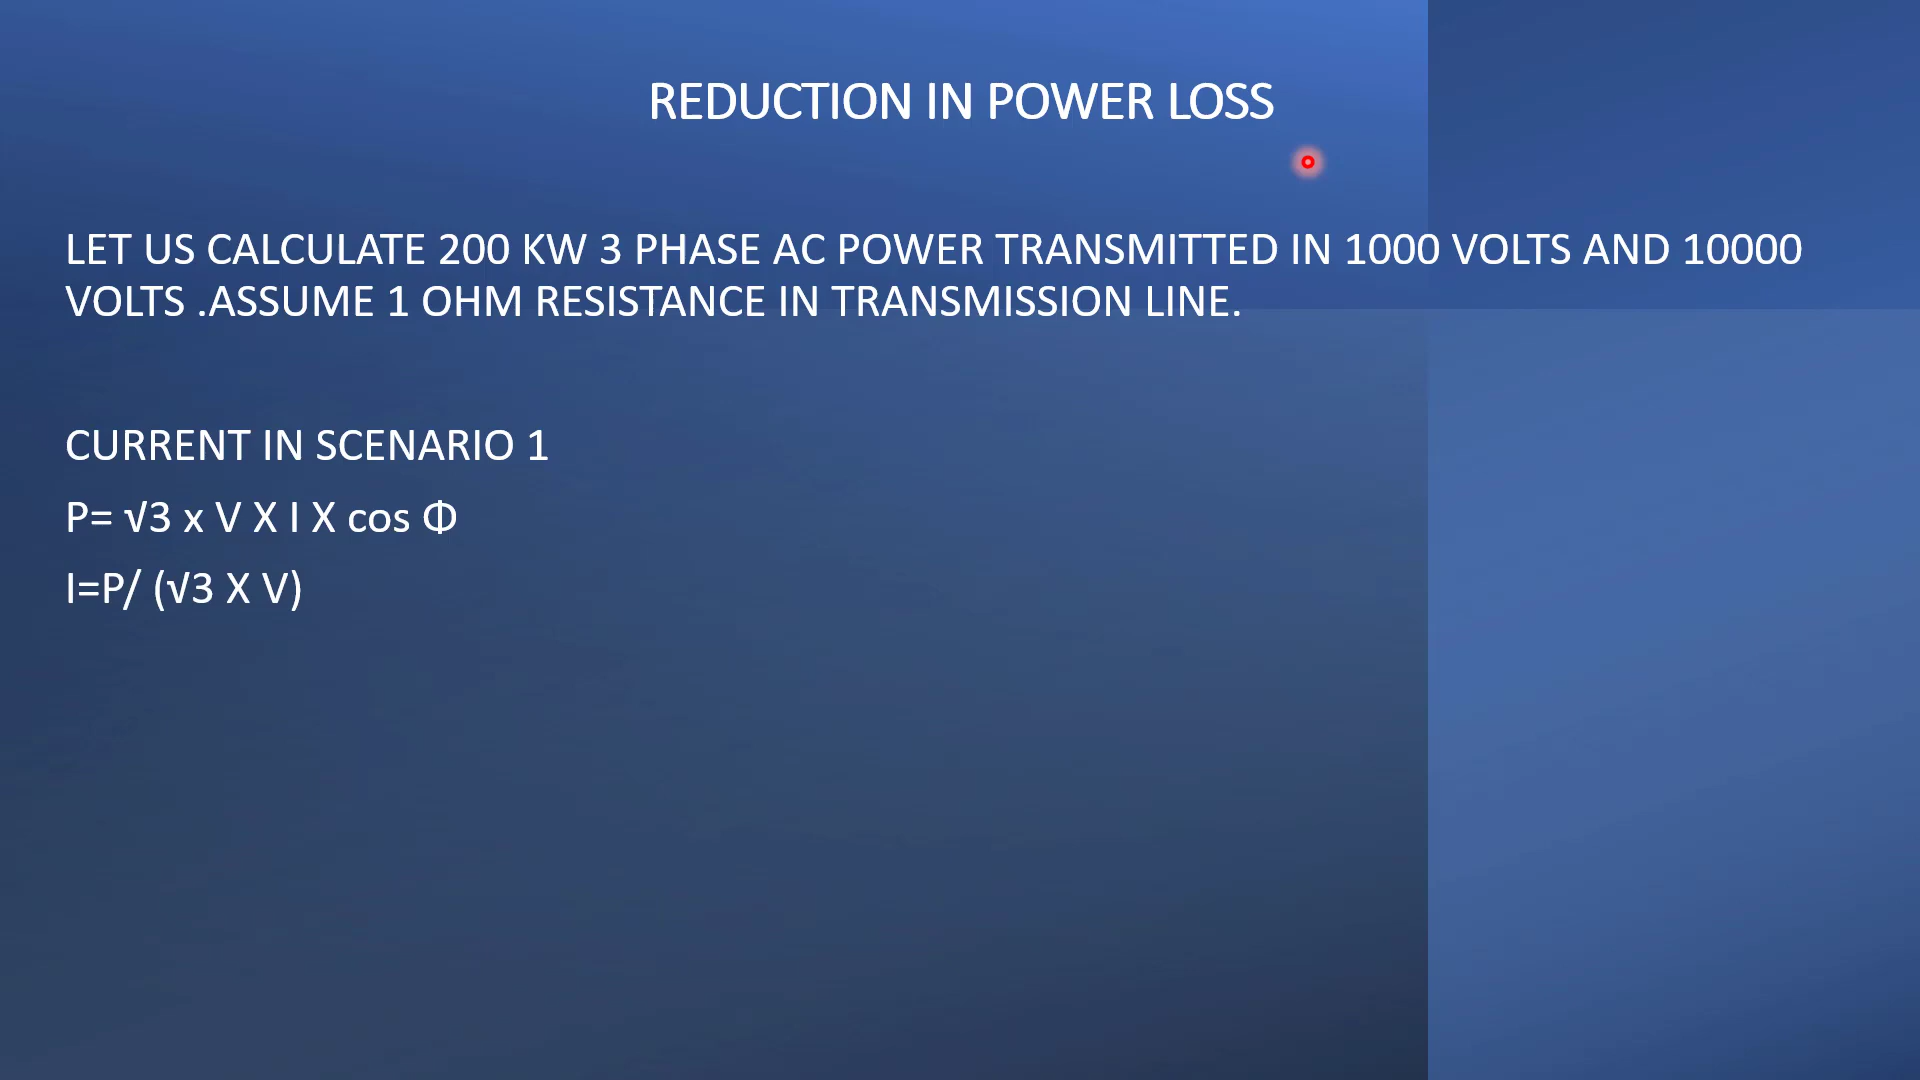 REDUCTION IN POWER LOSS
LET US CALCULATE 200 KW 3 PHASE AC POWER TRANSMITTED IN 1000 VOLTS AND 10000
VOLTS .ASSUME 1 OHM RESISTANCE IN TRANSMISSION LINE.
CURRENT IN SCENARIO 1
P= √3 x V X I X cos Φ
I=P/ (√3 X V)